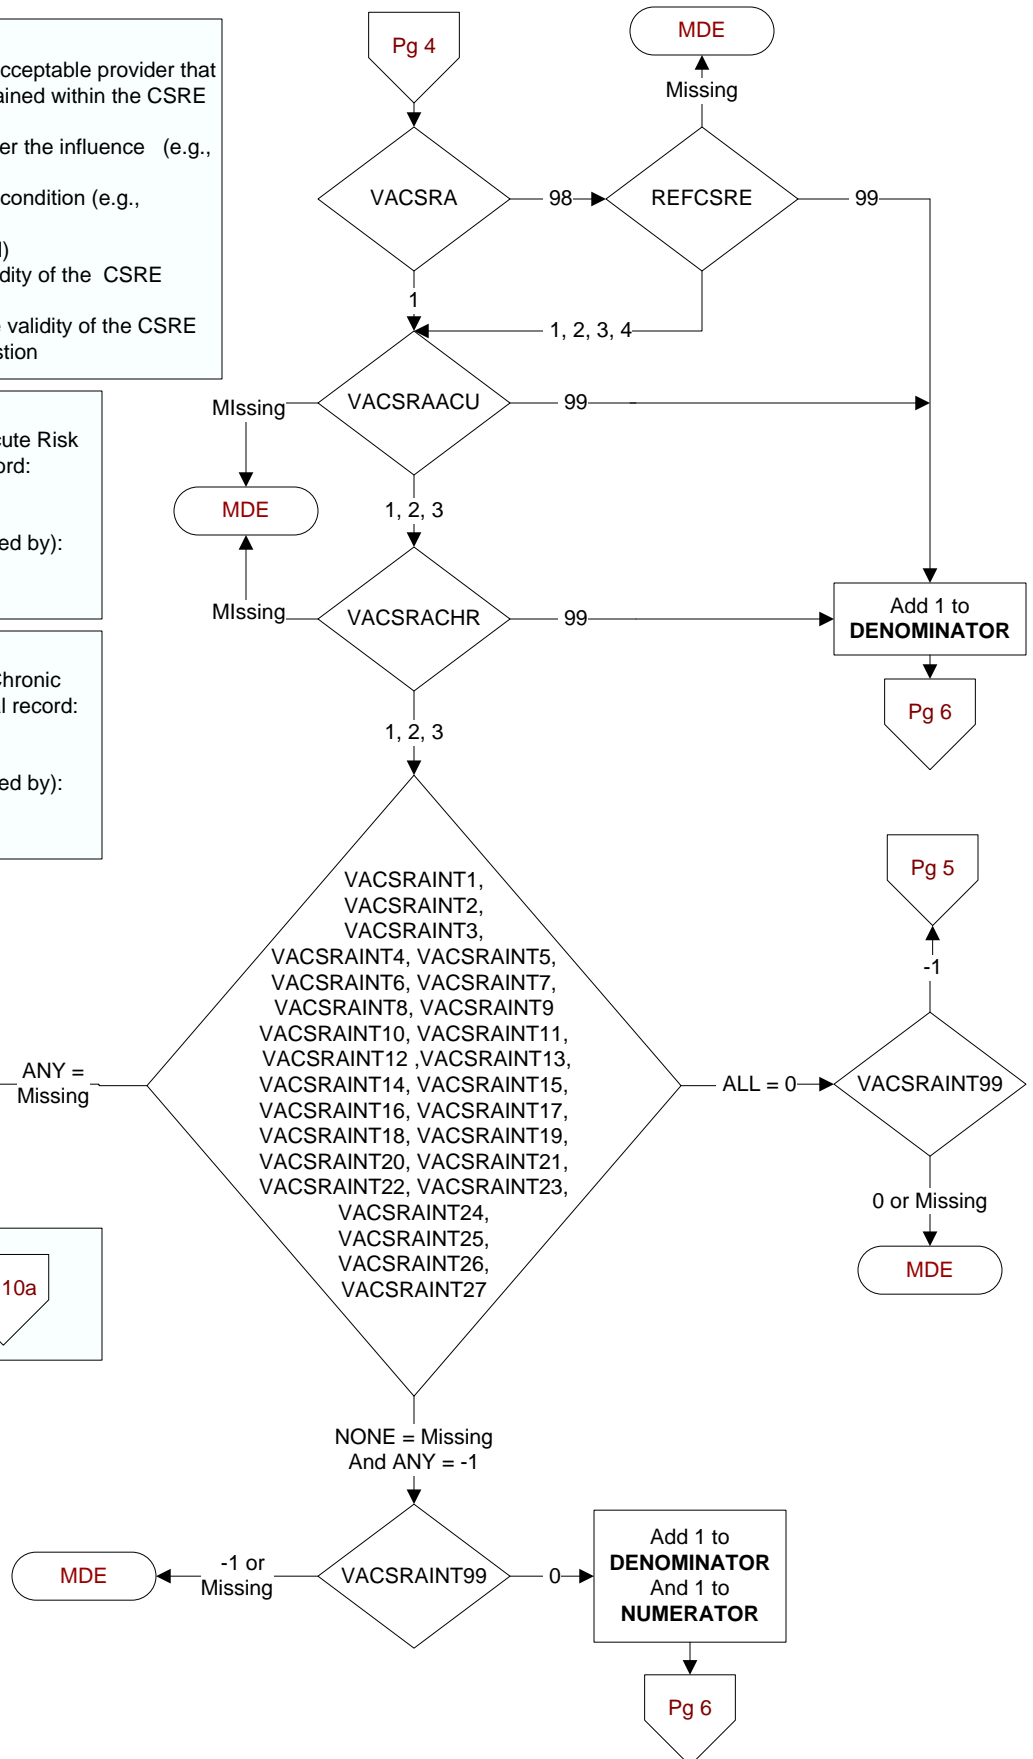 Pg 4
MDE
Missing
VACSRA
98
REFCSRE
99
1
1, 2, 3, 4
acceptable provider that
ained within the CSRE
er the influence (e.g.,
condition (e.g.,
)
dity of the CSRE
e validity of the CSRE
stion
MIssing
VACSRAACU
99
MDE
1, 2, 3
cute Risk
ord:
ed by):
MIssing
VACSRACHR
99
Add 1 to
DENOMINATOR
Pg 6
1, 2, 3
Chronic
al record:
ed by):
VACSRAINT1,
VACSRAINT2,
VACSRAINT3,
VACSRAINT4, VACSRAINT5,
VACSRAINT6, VACSRAINT7,
VACSRAINT8, VACSRAINT9
VACSRAINT10, VACSRAINT11,
VACSRAINT12 ,VACSRAINT13,
VACSRAINT14, VACSRAINT15,
VACSRAINT16, VACSRAINT17,
VACSRAINT18, VACSRAINT19,
VACSRAINT20, VACSRAINT21,
VACSRAINT22, VACSRAINT23,
VACSRAINT24,
VACSRAINT25,
VACSRAINT26,
VACSRAINT27
ANY =
Missing
ALL = 0
Pg 5
-1
VACSRAINT99
0 or Missing
MDE
10a
NONE = Missing
And ANY = -1
VACSRAINT99
-1 or
Missing
MDE
0
Add 1 to
DENOMINATOR
And 1 to
NUMERATOR
Pg 6